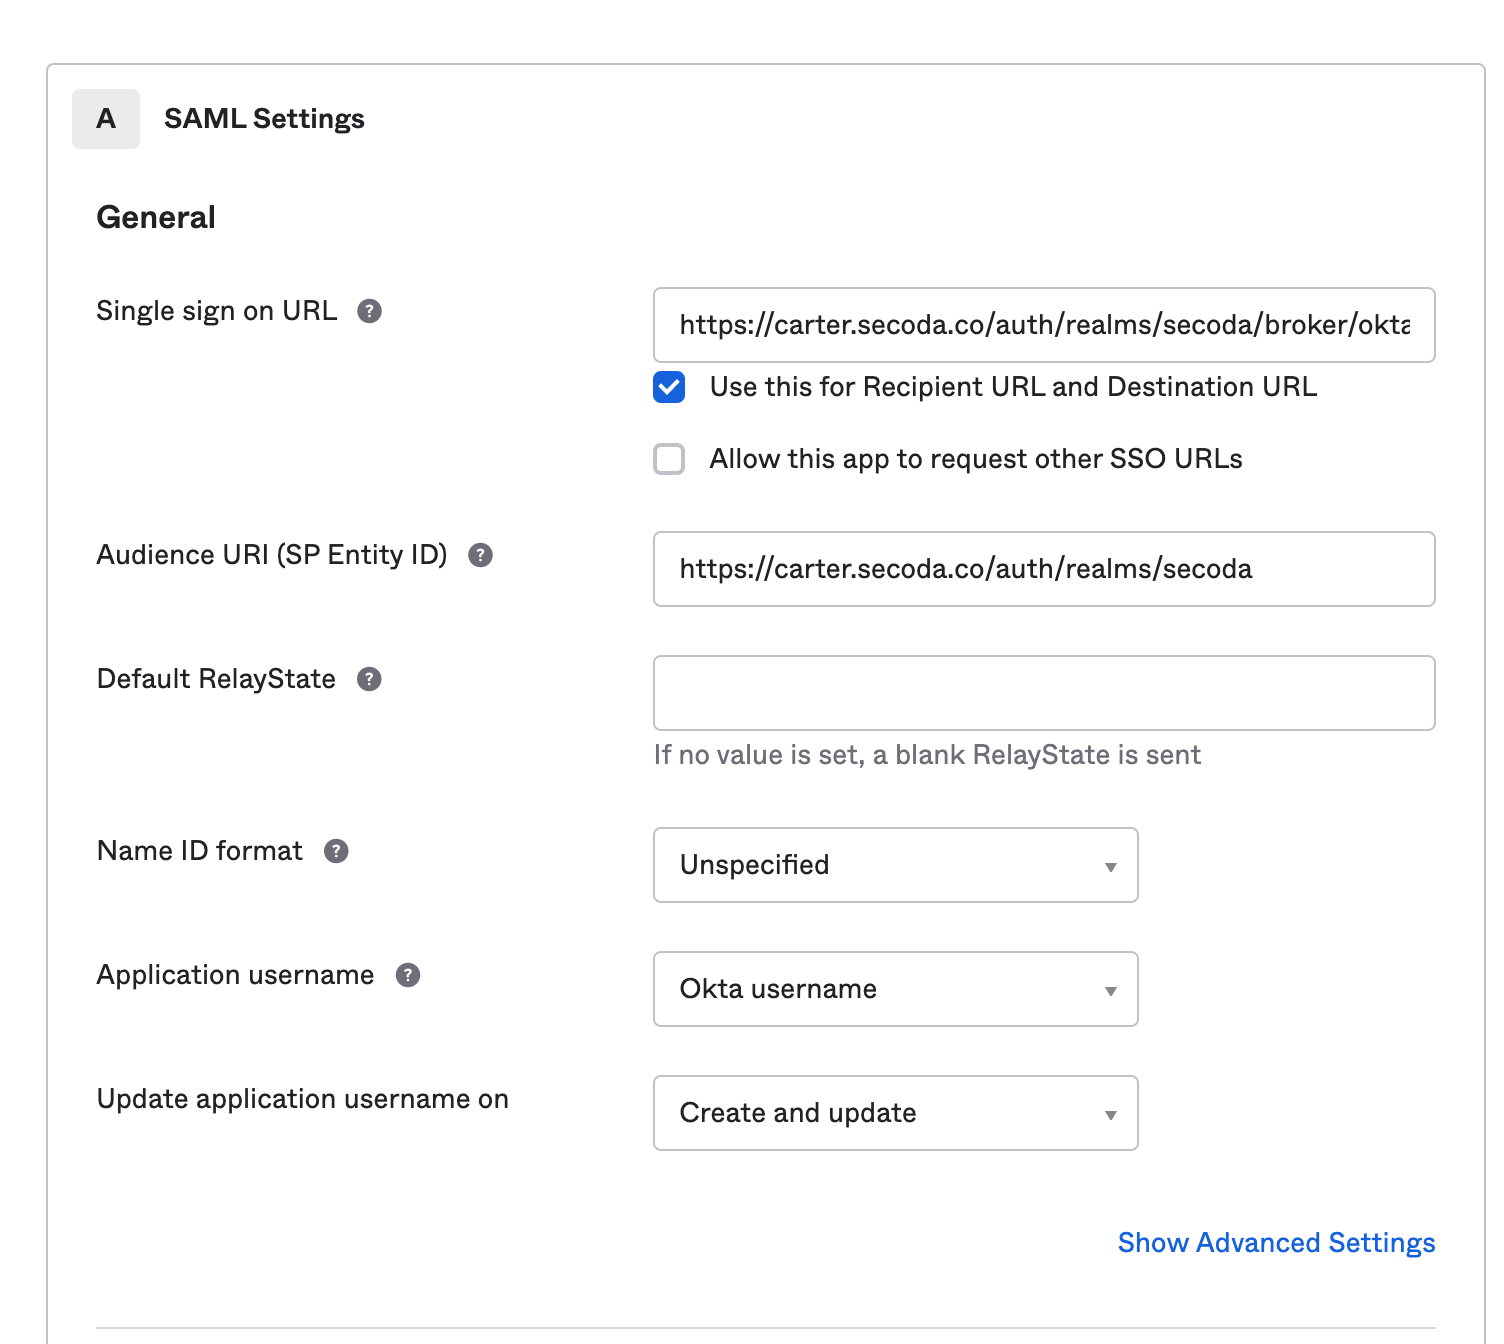 A SAML Settings
General
Single sign on URL ?
https://carter.secoda.co/auth/realms/secoda/broker/okta
Use this for Recipient URL and Destination URL
Allow this app to request other SSO URLs
Audience URI (SP Entity ID) ?
https://carter.secoda.co/auth/realms/secoda
Default RelayState ?
If no value is set, a blank RelayState is sent
Name ID format ?
Unspecified
Application username ?
Okta username
Update application username on
Create and update
Show Advanced Settings